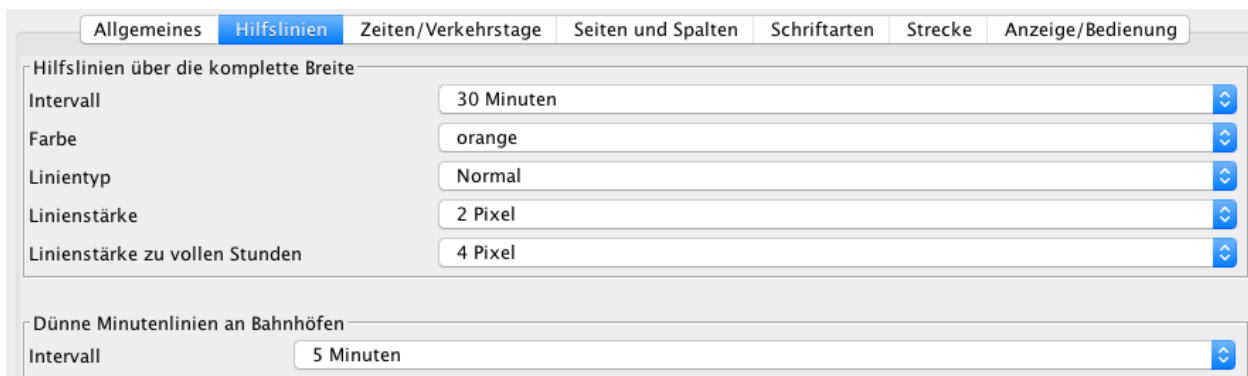 Allgemeines Hilfslinien Zeiten/Verkehrstage Seiten und Spalten Schriftarten Strecke Anzeige/Bedienung
Hilfslinien über die komplette Breite
Intervall 30 Minuten
Farbe orange
Linientyp Normal
Linienstärke 2 Pixel
Linienstärke zu vollen Stunden 4 Pixel
Dünne Minutenlinien an Bahnhöfen
Intervall 5 Minuten